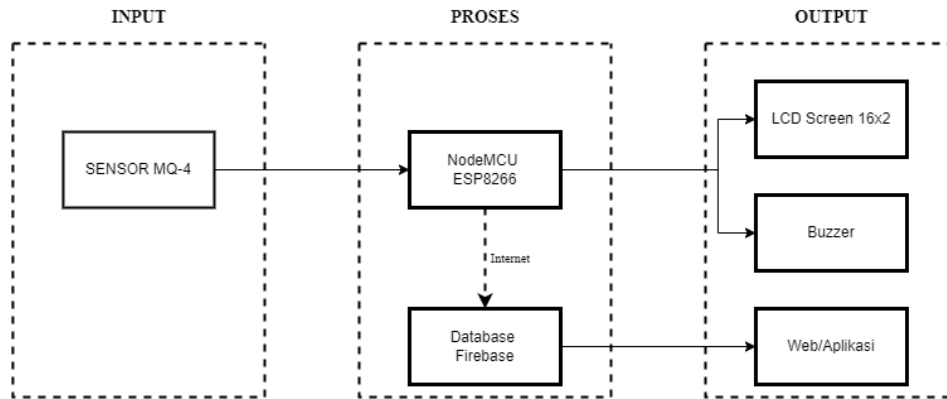 INPUT
PROSES
OUTPUT
SENSOR MQ-4
NodeMCU
ESP8266
LCD Screen 16x2
Buzzer
Internet
Database
Firebase
Web/Aplikasi